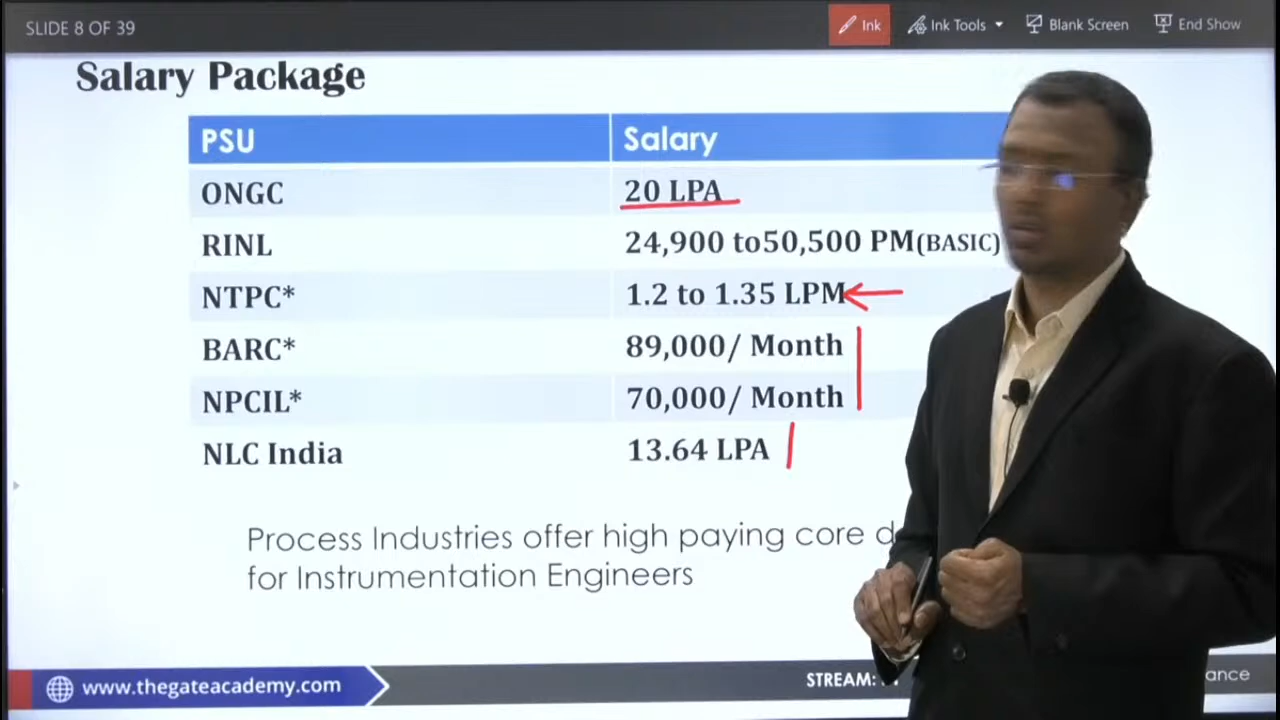 SLIDE 8 OF 39
Ink
Ink Tools
Blank Screen
End Show
Salary Package
PSU Salary
ONGC 20 LPA
RINL 24,900 to50,500 PM(BASIC)
NTPC* 1.2 to 1.35 LPM
BARC* 89,000/ Month
NPCIL* 70,000/ Month
NLC India 13.64 LPA
Process Industries offer high paying core
for Instrumentation Engineers
www.thegateacademy.com
STREAM: